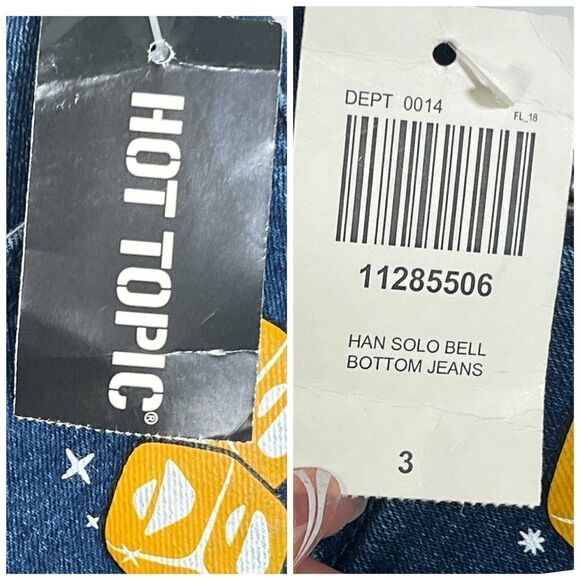 HOT TOPIC®
DEPT 0014
FL_18
11285506
HAN SOLO BELL
BOTTOM JEANS
3